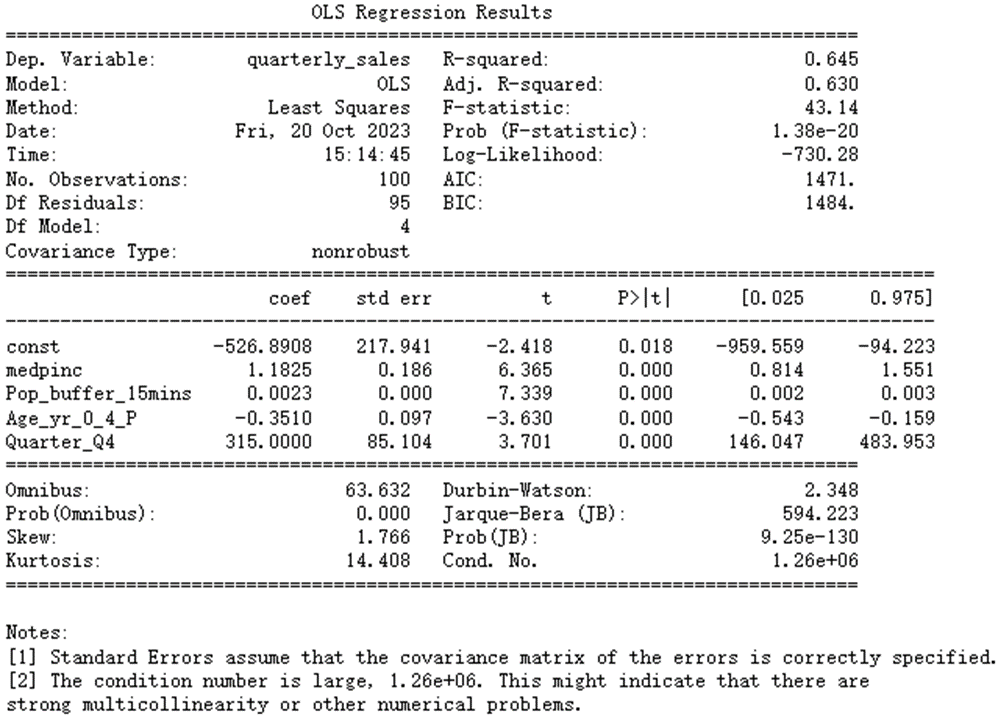 OLS Regression Results
==============================================================================
Dep. Variable: quarterly_sales R-squared: 0.645
Model: OLS Adj. R-squared: 0.630
Method: Least Squares F-statistic: 43.14
Date: Fri, 20 Oct 2023 Prob (F-statistic): 1.38e-20
Time: 15:14:45 Log-Likelihood: -730.28
No. Observations: 100 AIC: 1471.
Df Residuals: 95 BIC: 1484.
Df Model: 4
Covariance Type: nonrobust
=====================================================================================
coef std err t P>|t| [0.025 0.975]
-------------------------------------------------------------------------------------
const -526.8908 217.941 -2.418 0.018 -959.559 -94.223
medpinc 1.1825 0.186 6.365 0.000 0.814 1.551
Pop_buffer_15mins 0.0023 0.000 7.339 0.000 0.002 0.003
Age_yr_0_4_P -0.3510 0.097 -3.630 0.000 -0.543 -0.159
Quarter_Q4 315.0000 85.104 3.701 0.000 146.047 483.953
==============================================================================
Omnibus: 63.632 Durbin-Watson: 2.348
Prob(Omnibus): 0.000 Jarque-Bera (JB): 594.223
Skew: 1.766 Prob(JB): 9.25e-130
Kurtosis: 14.408 Cond. No. 1.26e+06
==============================================================================
Notes:
[1] Standard Errors assume that the covariance matrix of the errors is correctly specified.
[2] The condition number is large, 1.26e+06. This might indicate that there are
strong multicollinearity or other numerical problems.